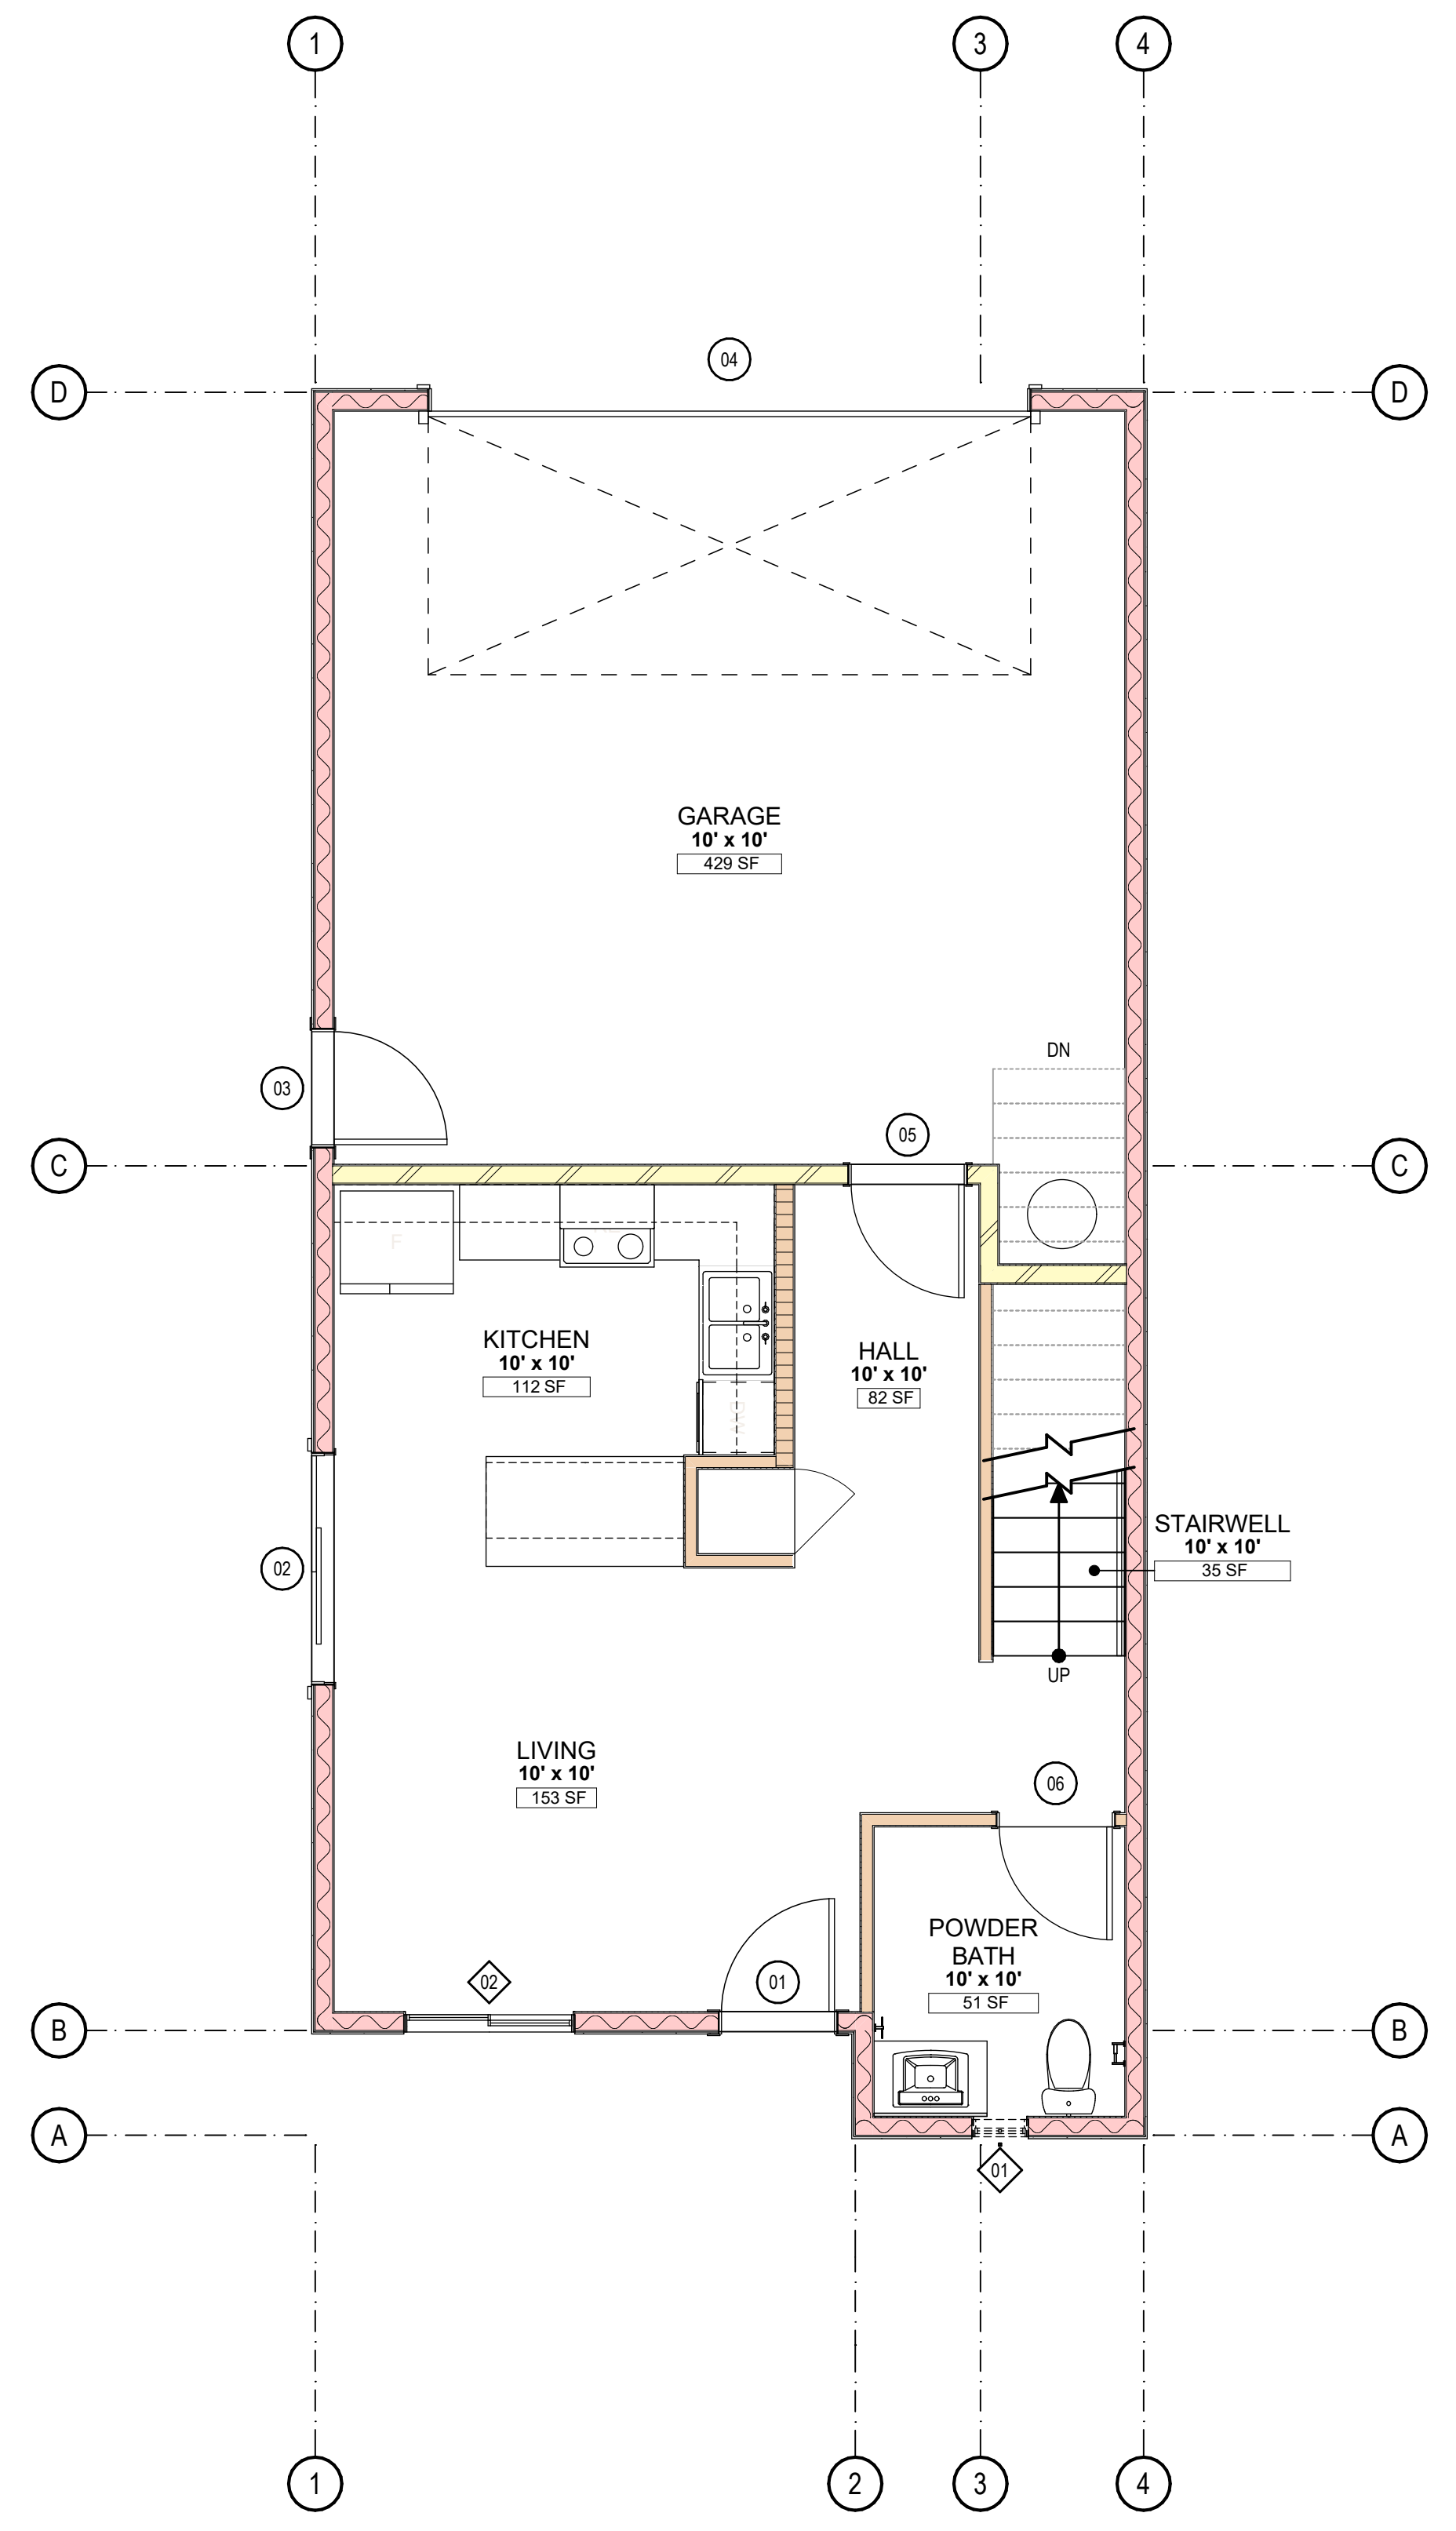 1
3
4
04
D
D
GARAGE
10' x 10'
429 SF
DN
03
05
C
C
F
KITCHEN
10' x 10'
112 SF
HALL
10' x 10'
82 SF
DW
STAIRWELL
10' x 10'
35 SF
02
UP
LIVING
10' x 10'
153 SF
06
POWDER
BATH
10' x 10'
51 SF
02
01
B
B
A
A
01
1
2
3
4